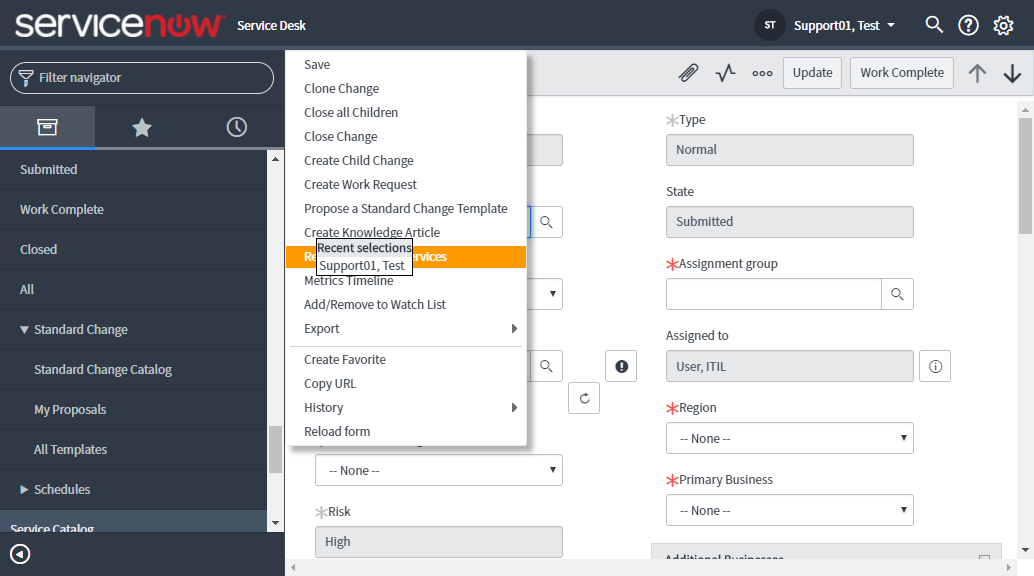 servicenow Service Desk
ST Support01, Test
Filter navigator
Submitted
Work Complete
Closed
All
Standard Change
Standard Change Catalog
My Proposals
All Templates
Schedules
Service Catalog
Save
Clone Change
Close all Children
Close Change
Create Child Change
Create Work Request
Propose a Standard Change Template
Create Knowledge Article
Recent selections
Support01, Test
Metrics Timeline
Add/Remove to Watch List
Export
Create Favorite
Copy URL
History
Reload form
-- None --
Risk
High
Update
Work Complete
Type
Normal
State
Submitted
Assignment group
Assigned to
User, ITIL
Region
-- None --
Primary Business
-- None --
Additional Businesses